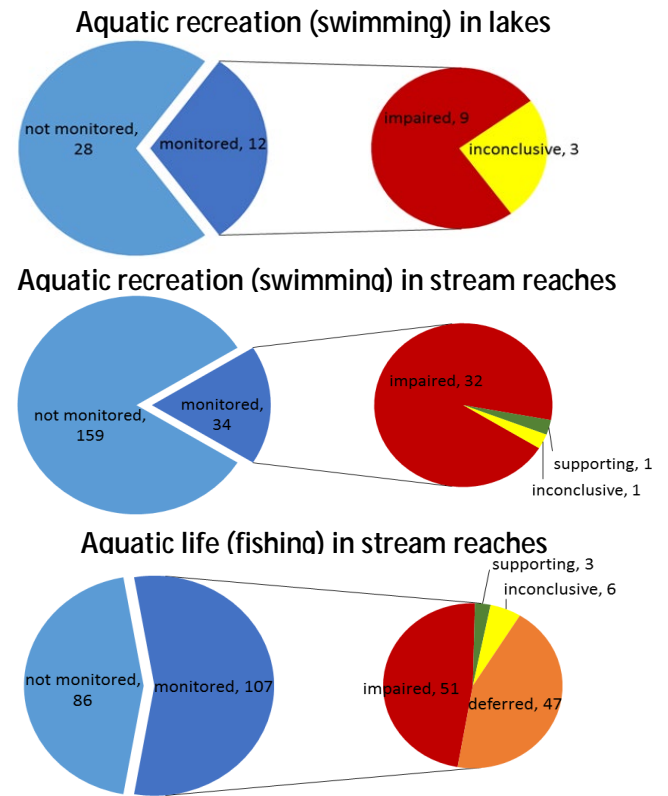 Aquatic recreation (swimming) in lakes
not monitored,
28
monitored, 12
impaired, 9
inconclusive, 3
Aquatic recreation (swimming) in stream reaches
not monitored,
159
monitored,
34
impaired, 32
supporting, 1
inconclusive, 1
Aquatic life (fishing) in stream reaches
not monitored,
86
monitored, 107
supporting, 3
inconclusive, 6
impaired, 51
deferred, 47